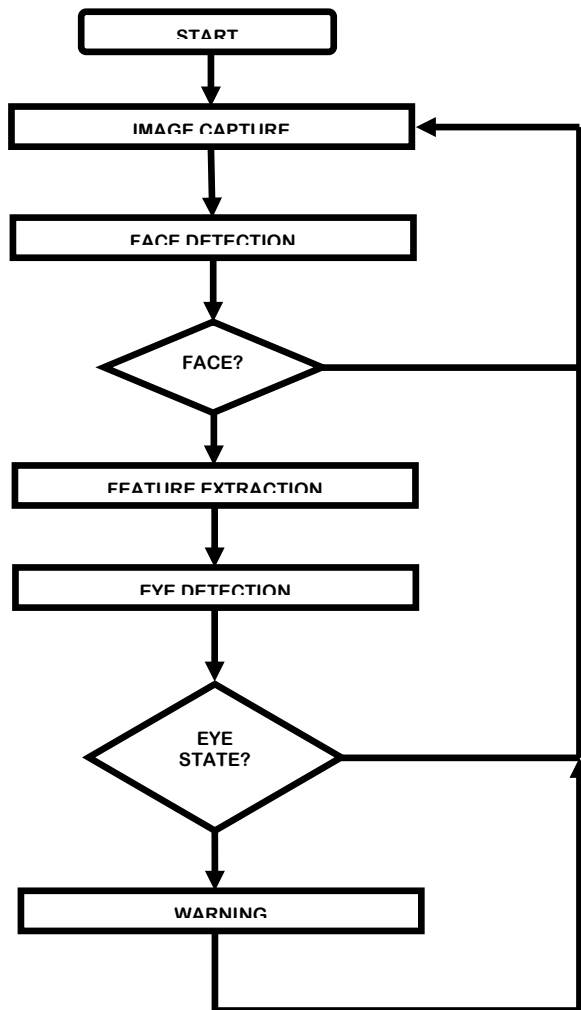 START
IMAGE CAPTURE
FACE DETECTION
FACE?
FEATURE EXTRACTION
EYE DETECTION
EYE
STATE?
WARNING